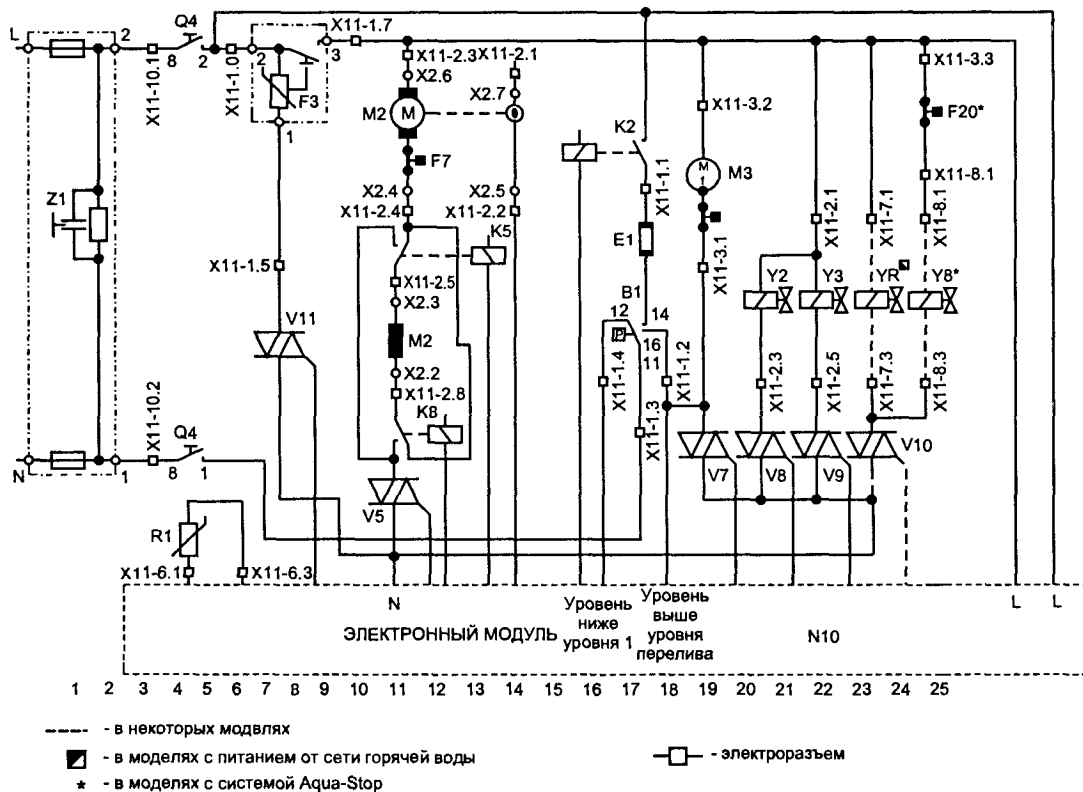 L
2
Q4
8
2
X11-10.1
X11-1.0
2
F3
1
3
X11-1.7
X11-2.3
X2.6
X11-2.1
X2.7
M2
M
F7
X2.4
X11-2.4
X2.5
X11-2.2
K5
X11-2.5
X2.3
M2
X2.2
X11-2.8
K8
V5
Z1
X11-1.5
V11
X11-10.2
Q4
8
1
N
1
R1
X11-6.1
X11-6.3
K2
X11-1.1
E1
B1
12
14
P
16
11
X11-1.4
X11-1.3
X11-1.2
X11-3.2
M
1
M3
X11-3.1
X11-2.1
Y2
Y3
X11-2.3
X11-2.5
X11-7.1
YR
X11-7.3
X11-3.3
F20*
X11-8.1
X11-8.1
Y8*
X11-8.3
V7
V8
V9
V10
N
Уровень
ниже
уровня 1
Уровень
выше
уровня
перелива
L
L
ЭЛЕКТРОННЫЙ МОДУЛЬ
N10
1 2 3 4 5 6 7 8 9 10 11 12 13 14 15 16 17 18 19 20 21 22 23 24 25
- в некоторых модвлях
- в моделях с питанием от сети горячей воды
* - в моделях с системой Aqua-Stop
- электроразъем